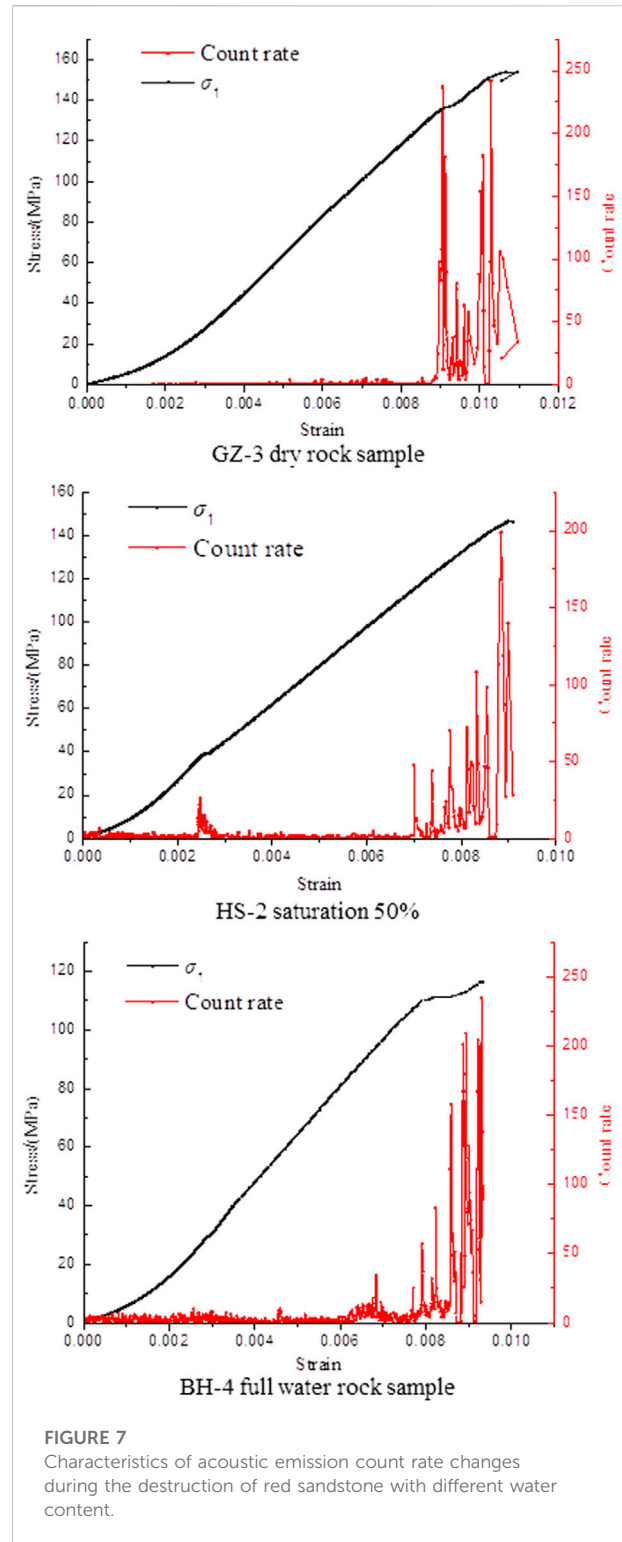 Count rate
σ1
160
140
120
100
80
60
40
20
0
250
200
150
100
50
0
Stress/(MPa)
Count rate
0.000 0.002 0.004 0.006 0.008 0.010 0.012
Strain
GZ-3 dry rock sample
σ1
Count rate
160
140
120
100
80
60
40
20
0
200
150
100
50
0
Stress/(MPa)
Count rate
0.000 0.002 0.004 0.006 0.008 0.010
Strain
HS-2 saturation 50%
σ1
Count rate
120
100
80
60
40
20
0
250
200
150
100
50
0
Stress/(MPa)
Count rate
0.000 0.002 0.004 0.006 0.008 0.010
Strain
BH-4 full water rock sample
FIGURE 7
Characteristics of acoustic emission count rate changes
during the destruction of red sandstone with different water
content.